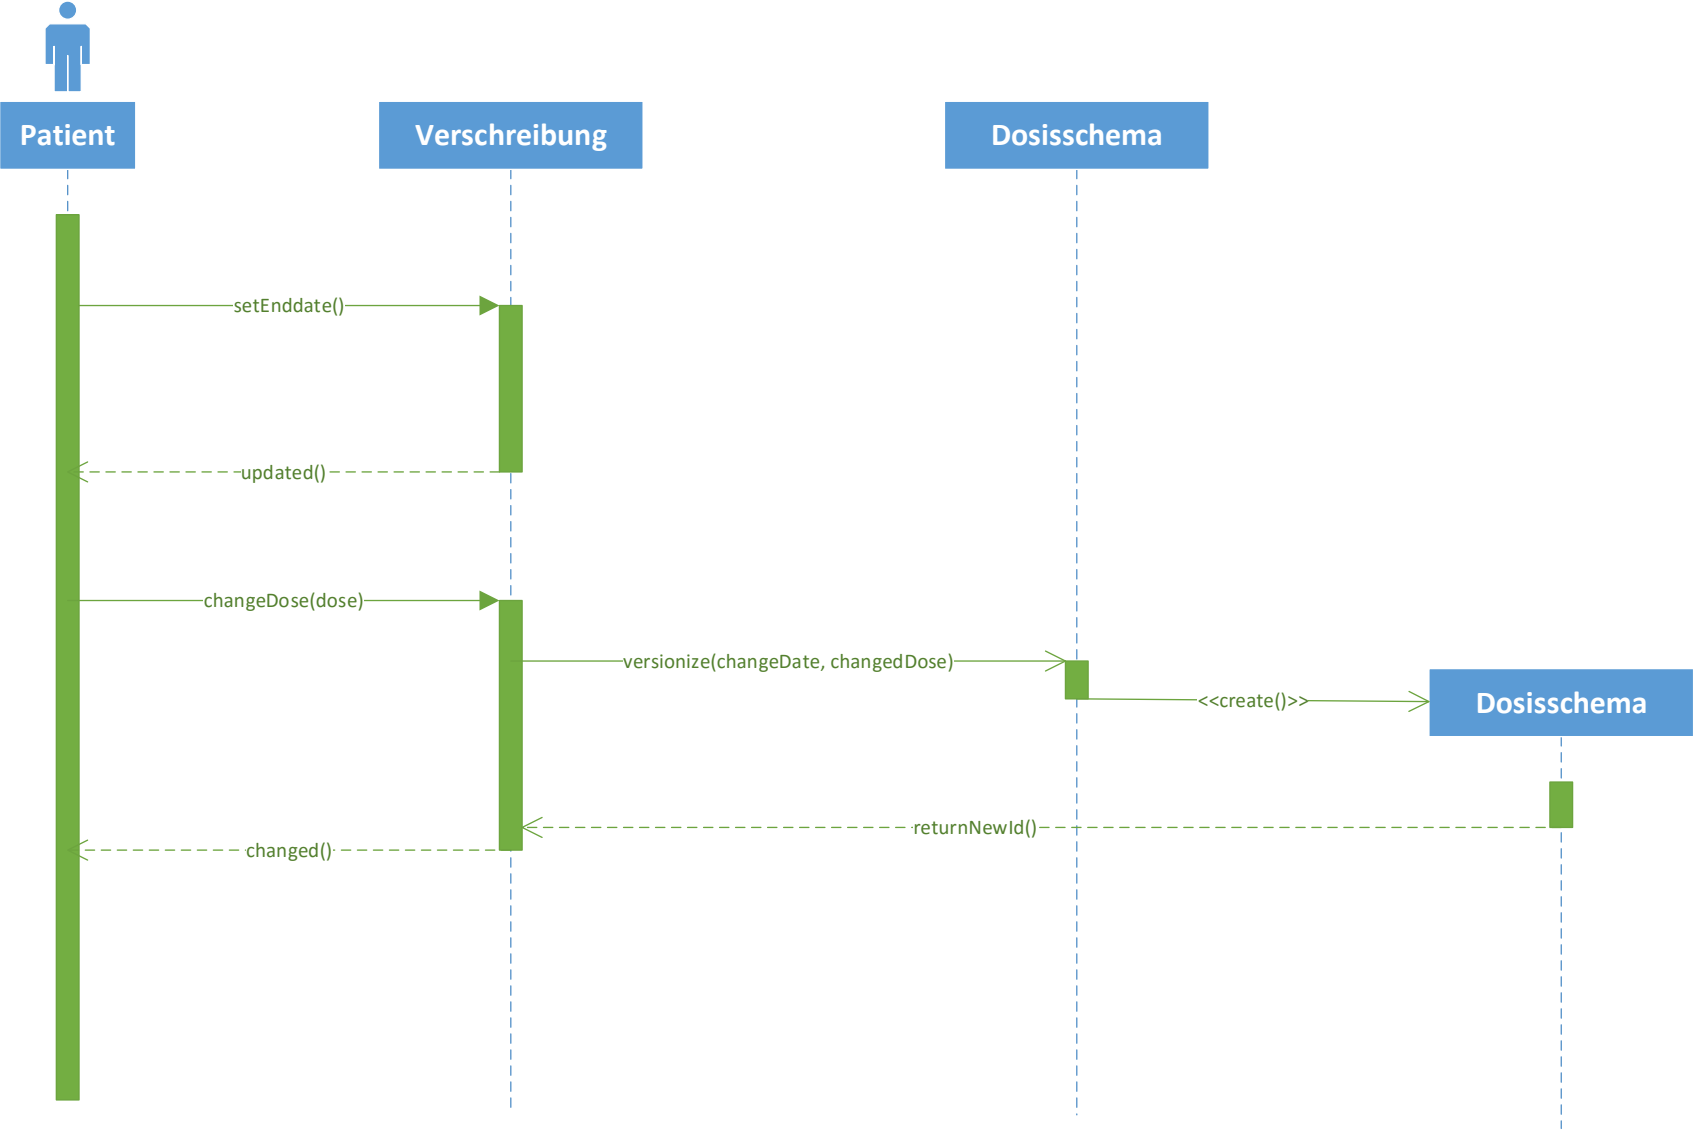 Patient
Verschreibung
Dosisschema
setEnddate()
updated()
changeDose(dose)
versionize(changeDate, changedDose)
<<create()>>
Dosisschema
returnNewId()
changed()